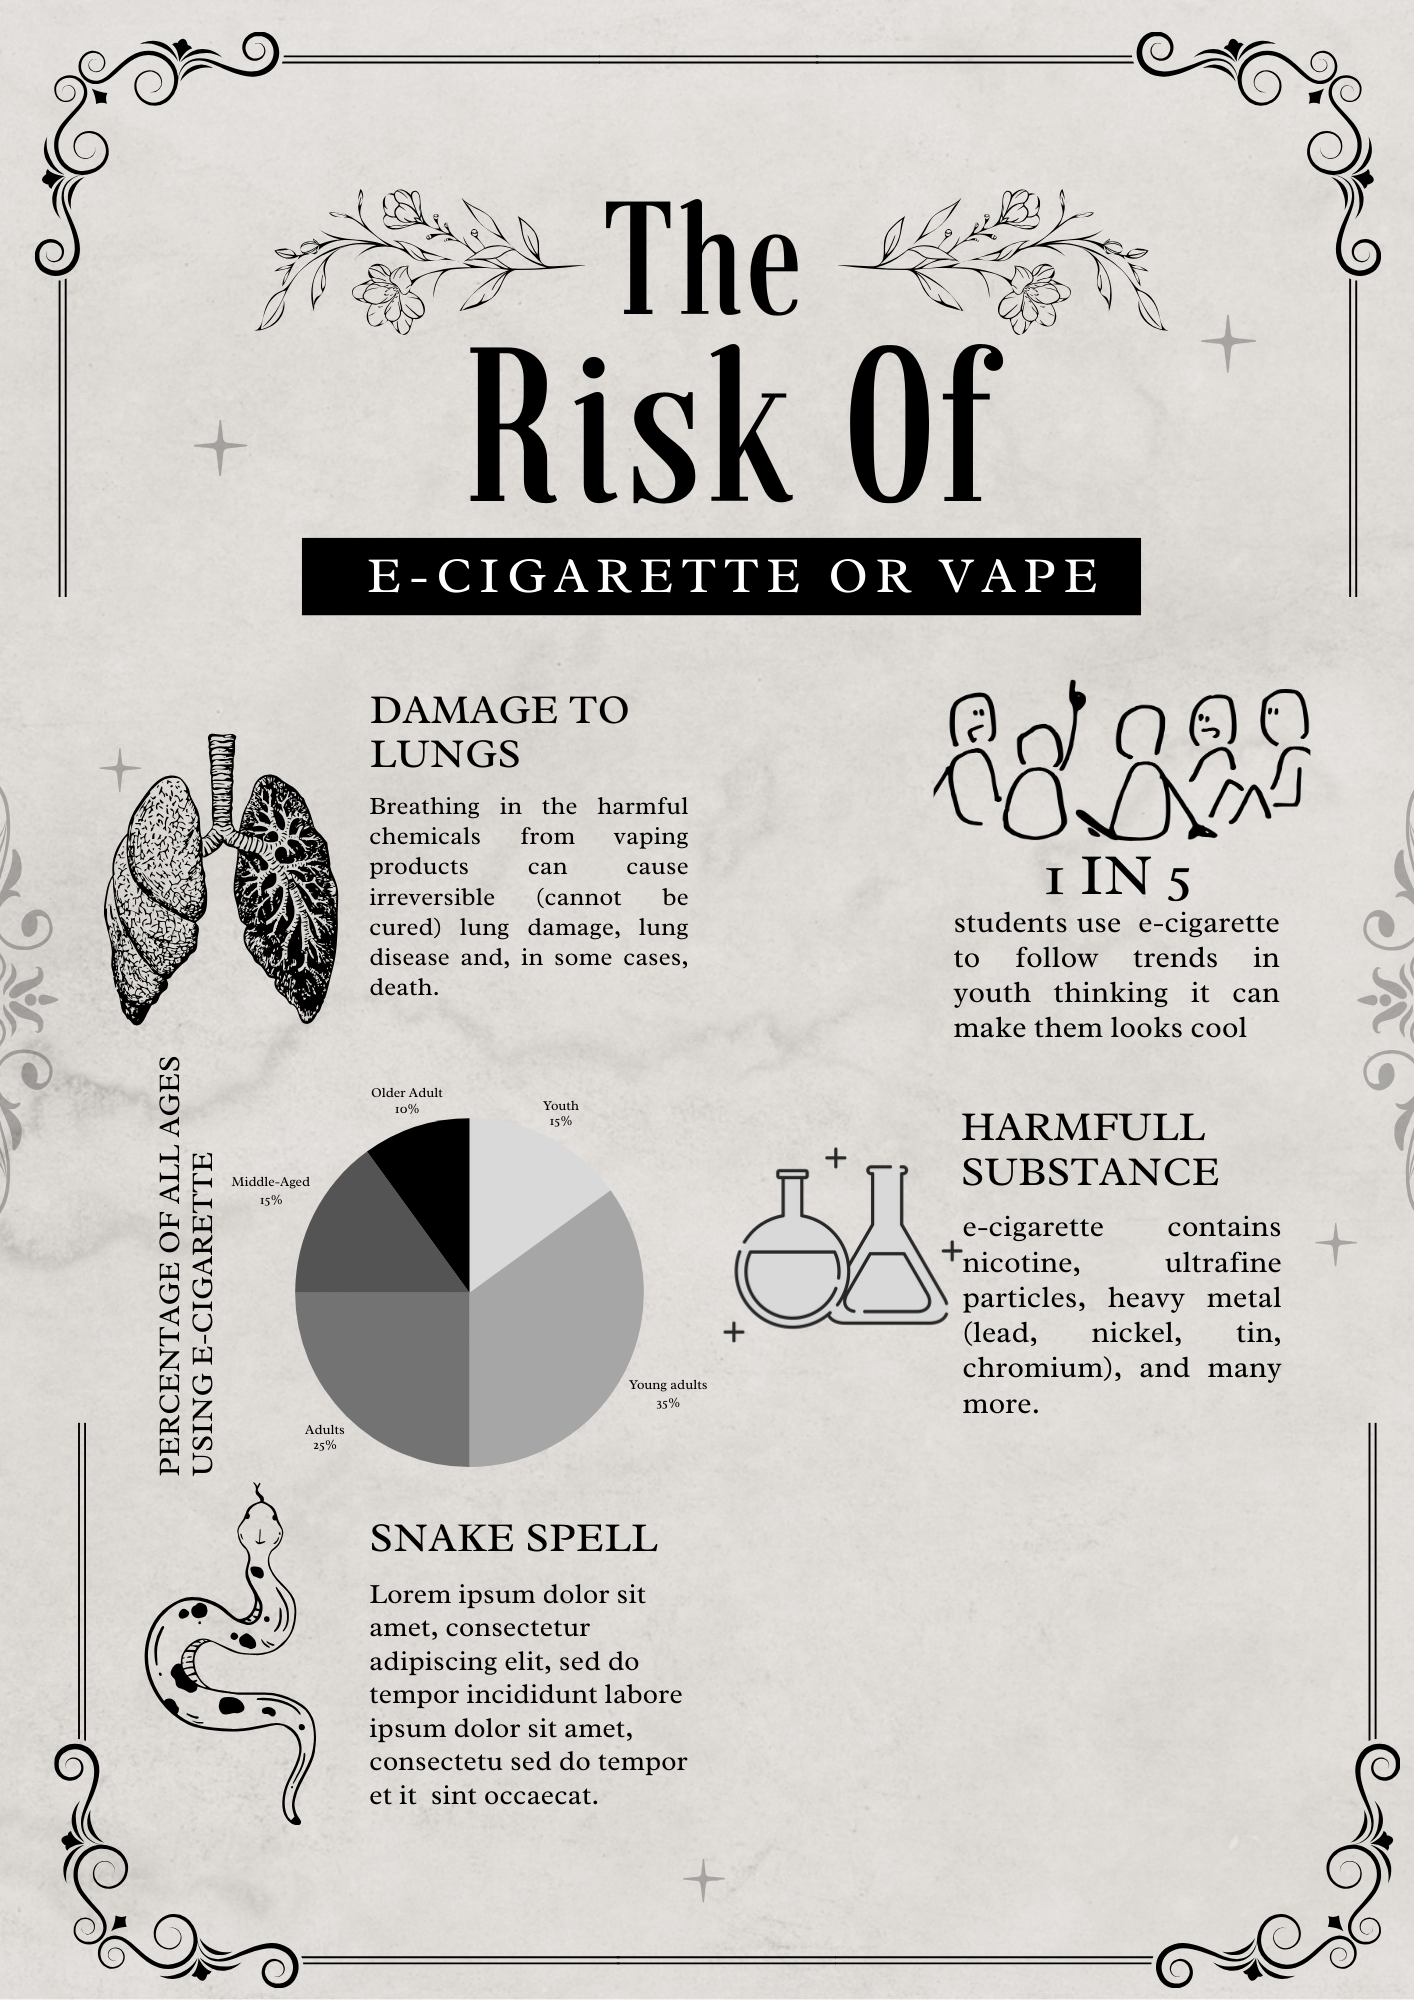 The
Risk Of
E-CIGARETTE OR VAPE
DAMAGE TO
LUNGS
Breathing in the harmful
chemicals from vaping
products can cause
irreversible (cannot be
cured) lung damage, lung
disease and, in some cases,
death.
1 IN 5
students use e-cigarette
to follow trends in
youth thinking it can
make them looks cool
PERCENTAGE OF ALL AGES
USING E-CIGARETTE
Older Adult
10%
Youth
15%
Middle-Aged
15%
Young adults
35%
Adults
25%
HARMFULL
SUBSTANCE
e-cigarette contains
nicotine, ultrafine
particles, heavy metal
(lead, nickel, tin,
chromium), and many
more.
SNAKE SPELL
Lorem ipsum dolor sit
amet, consectetur
adipiscing elit, sed do
tempor incididunt labore
ipsum dolor sit amet,
consectetu sed do tempor
et it sint occaecat.